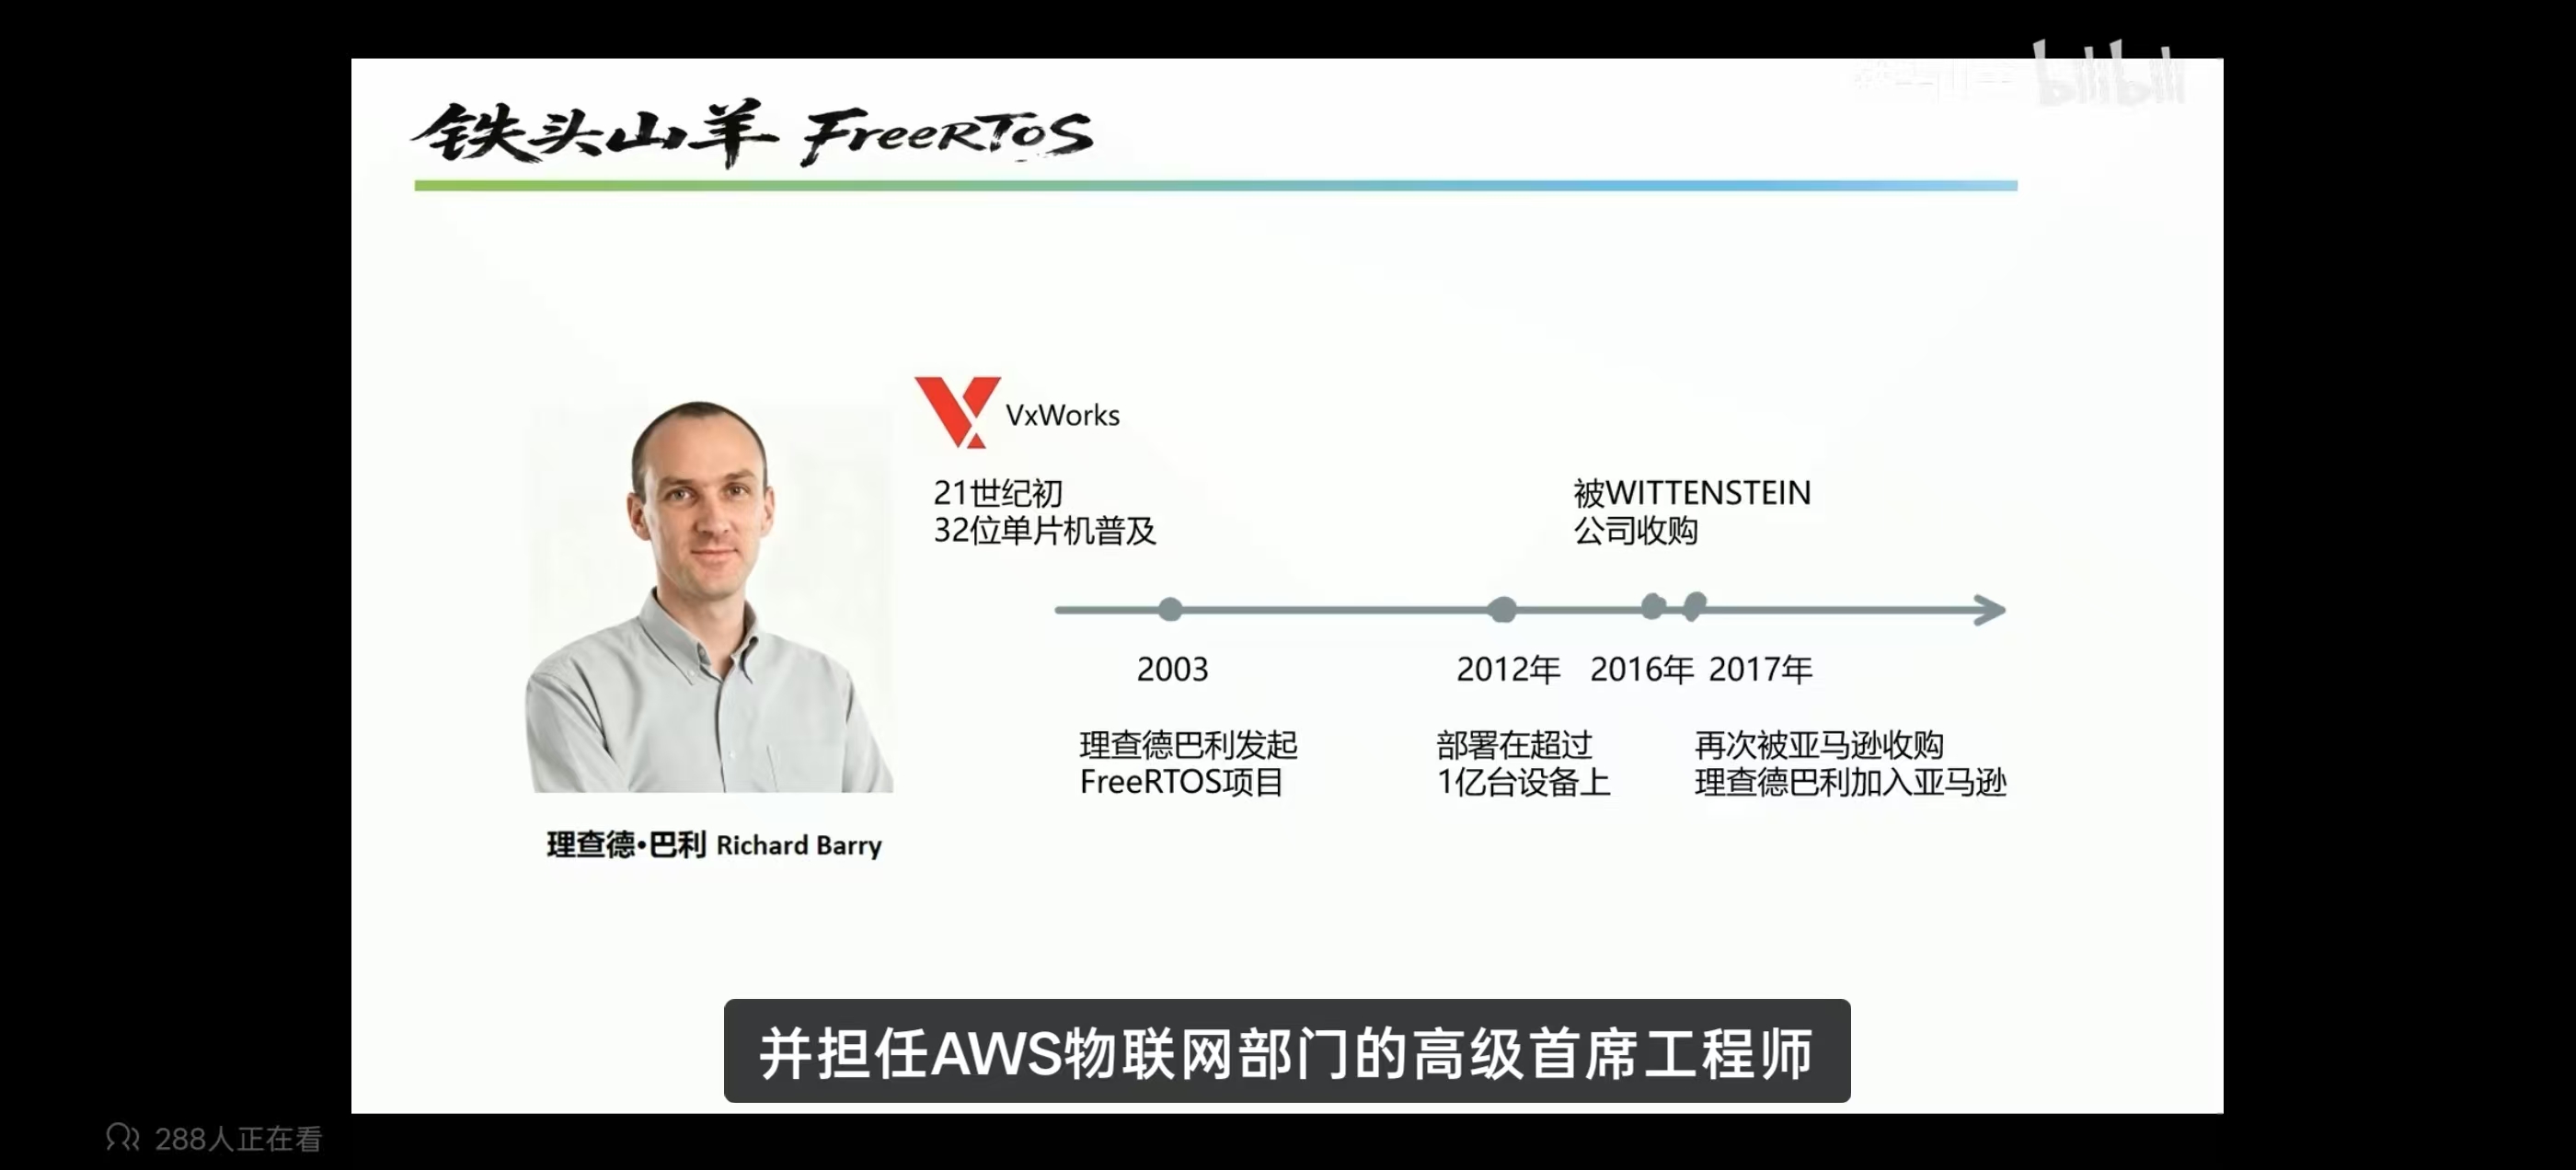 铁头山羊 FreeRToS
bilibili
VxWorks
21世纪初
32位单片机普及
被WITTENSTEIN
公司收购
2003
2012年
2016年
2017年
理查德巴利发起
FreeRTOS项目
部署在超过
1亿台设备上
再次被亚马逊收购
理查德巴利加入亚马逊
理查德•巴利 Richard Barry
并担任AWS物联网部门的高级首席工程师
288人正在看